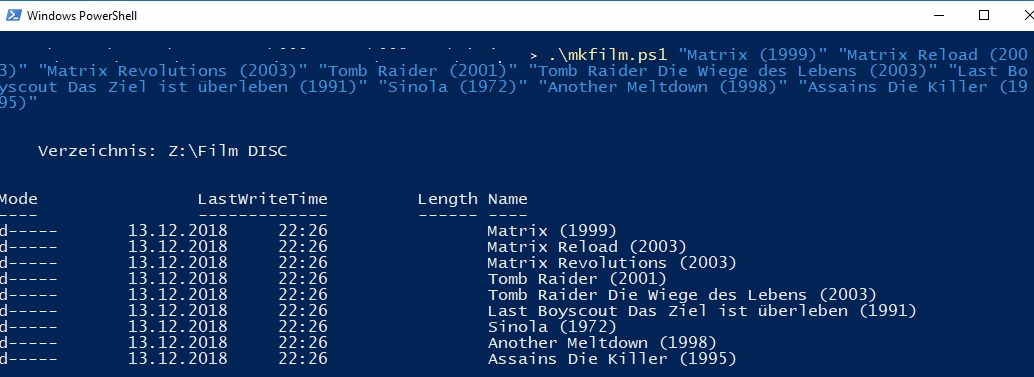 Windows PowerShell
> .\mkfilm.ps1 "Matrix (1999)" "Matrix Reload (200
3)" "Matrix Revolutions (2003)" "Tomb Raider (2001)" "Tomb Raider Die Wiege des Lebens (2003)" "Last Bo
yscout Das Ziel ist überleben (1991)" "Sinola (1972)" "Another Meltdown (1998)" "Assains Die Killer (19
95)"
Verzeichnis: Z:\Film DISC
Mode LastWriteTime Length Name
---- ------------- ------ ----
d----- 13.12.2018 22:26 Matrix (1999)
d----- 13.12.2018 22:26 Matrix Reload (2003)
d----- 13.12.2018 22:26 Matrix Revolutions (2003)
d----- 13.12.2018 22:26 Tomb Raider (2001)
d----- 13.12.2018 22:26 Tomb Raider Die Wiege des Lebens (2003)
d----- 13.12.2018 22:26 Last Boyscout Das Ziel ist überleben (1991)
d----- 13.12.2018 22:26 Sinola (1972)
d----- 13.12.2018 22:26 Another Meltdown (1998)
d----- 13.12.2018 22:26 Assains Die Killer (1995)